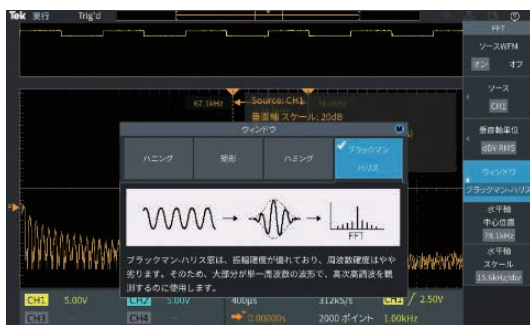 Tek 実行 Trig'd
FFT
ソースWFM
オン オフ
ソース
CH1
垂直軸単位
dBV RMS
ウィンドウ
ブラックマン-ハリス
水平軸
中心位置
78.1kHz
水平軸
スケール
15.6kHz/div
67.1kHz
Source: CH1
垂直軸 スケール: 20dB
ウィンドウ
M
ハニング
矩形
ハミング
ブラックマン
ハリス
FFT
ブラックマン-ハリス窓は、振幅確度が優れており、周波数確度はやや
劣ります。そのため、大部分が単一周波数の波形で、高次高調波を観
測するのに使用します。
CH1 5.00V
CH2 5.00V
400µs
312kS/s
CH1 / 2.50V
CH3
CH4
0.00000s
2000 ポイント
1.00kHz